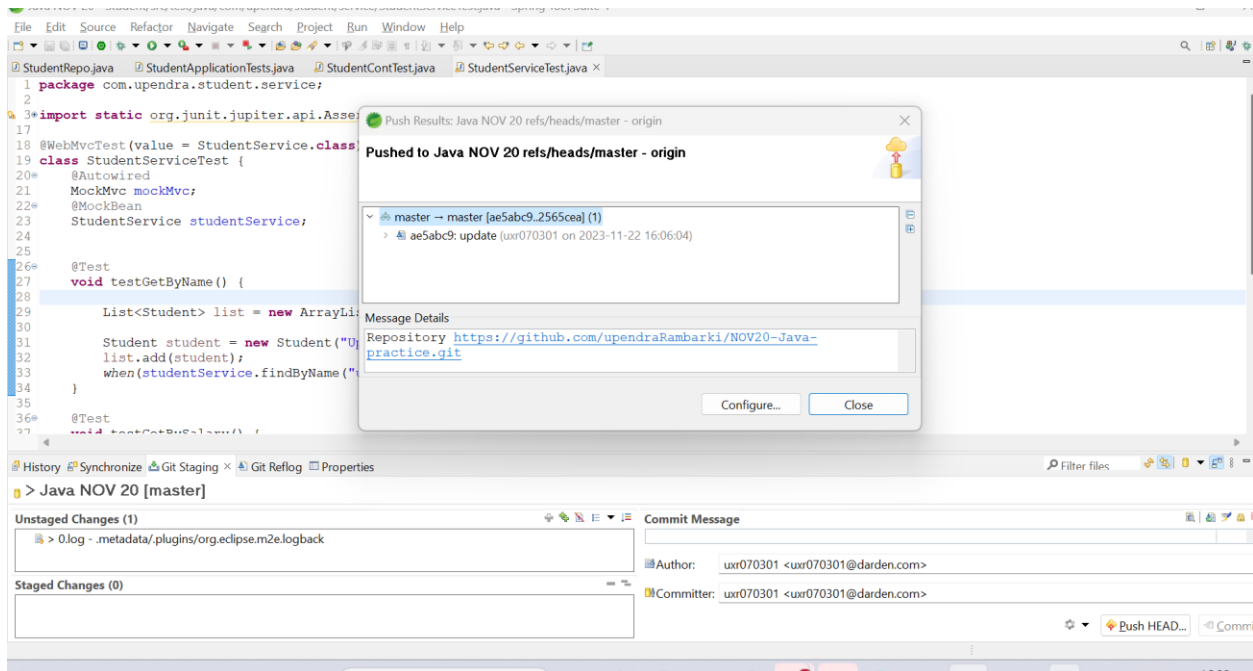 File Edit Source Refactor Navigate Search Project Run Window Help
StudentRepo.java StudentApplicationTests.java StudentContTest.java StudentServiceTest.java
1 package com.upendra.student.service;
2
3 import static org.junit.jupiter.api.Asse
17
18 @WebMvcTest(value = StudentService.class
19 class StudentServiceTest {
20 @Autowired
21 MockMvc mockMvc;
22 @MockBean
23 StudentService studentService;
24
25
26 @Test
27 void testGetByName() {
28
29 List<Student> list = new ArrayLis
30
31 Student student = new Student("Up
32 list.add(student);
33 when(studentService.findByName("u
34 }
35
36 @Test
37 void testGetBySalary() {
Push Results: Java NOV 20 refs/heads/master - origin
Pushed to Java NOV 20 refs/heads/master - origin
master → master [ae5abc9..2565cea] (1)
ae5abc9: update (uxr070301 on 2023-11-22 16:06:04)
Message Details
Repository https://github.com/upendraRambarki/NOV20-Java-
practice.git
Configure... Close
History Synchronize Git Staging Git Reflog Properties
Filter files
> Java NOV 20 [master]
Unstaged Changes (1)
> 0.log - .metadata/.plugins/org.eclipse.m2e.logback
Staged Changes (0)
Commit Message
Author: uxr070301 <uxr070301@darden.com>
Committer: uxr070301 <uxr070301@darden.com>
Push HEAD... Commi